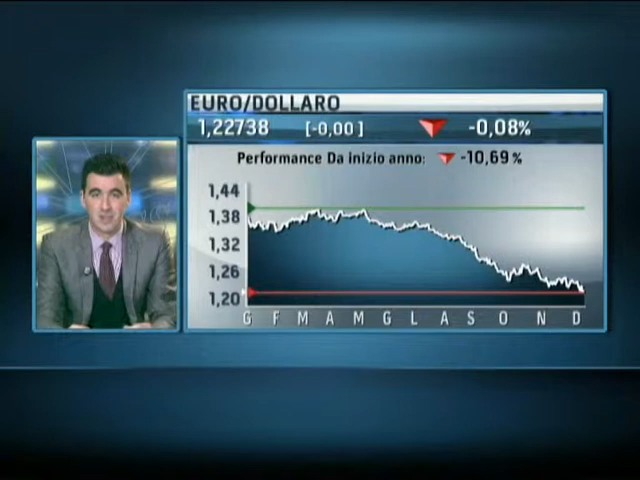 EURO/DOLLARO
1,22738 [-0,00] -0,08%
Performance Da inizio anno: -10,69%
1,44
1,38
1,32
1,26
1,20
G F M A M G L A S O N D